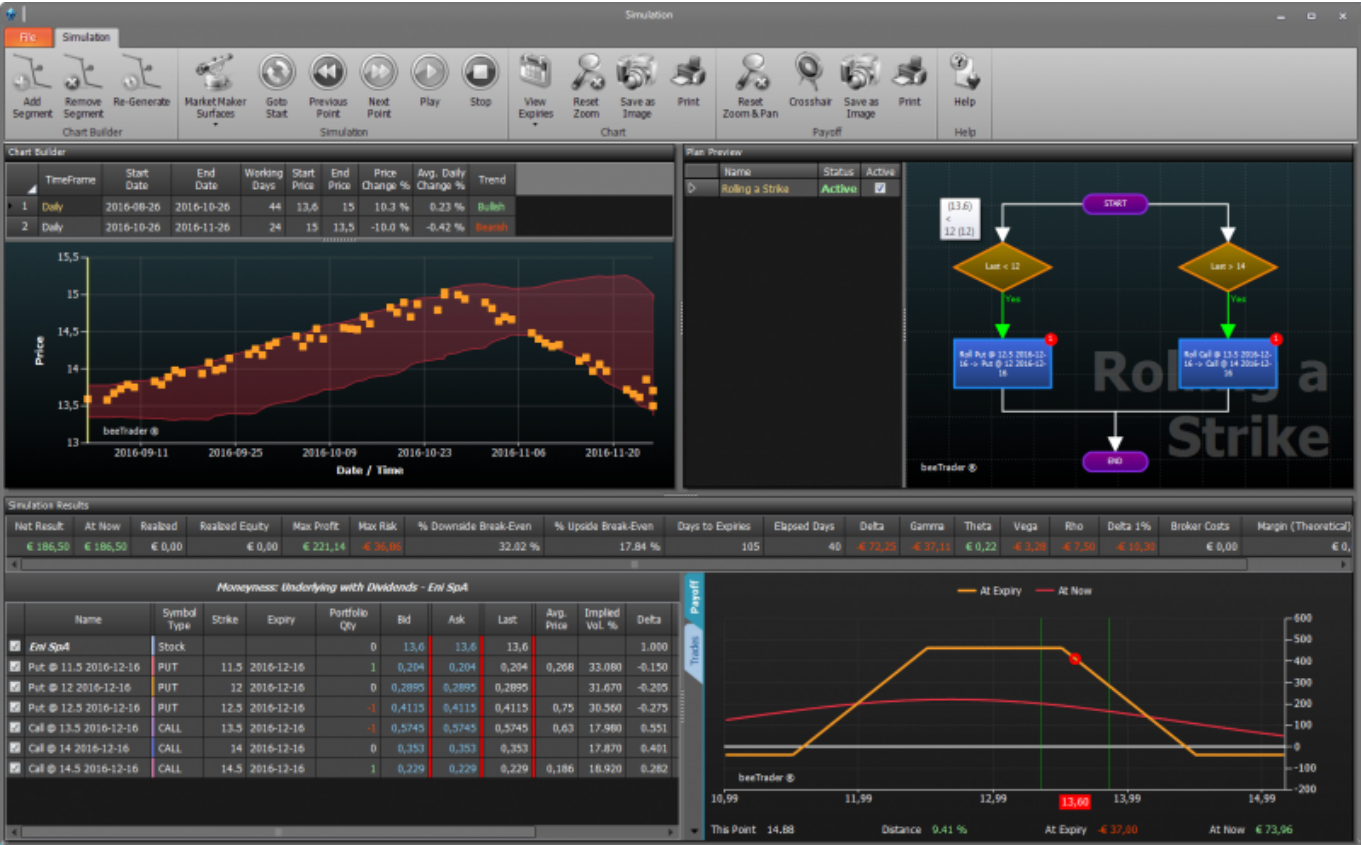 Simulation
File Simulation
Add Segment Remove Segment Re-Generate Market Maker Surfaces Goto Start Previous Point Next Point Play Stop View Expiries Reset Zoom Save as Image Print Reset Zoom & Pan Crosshair Save as Image Print Help
Chart Builder Simulation Chart Payoff Help
Chart Builder
TimeFrame Start Date End Date Working Days Start Price End Price Price Change % Avg. Daily Change % Trend
1 Daily 2016-08-26 2016-10-26 44 13,6 15 10.3 % 0.23 % Bullish
2 Daily 2016-10-26 2016-11-26 24 15 13,5 -10.0 % -0.42 % Bearish
15,5
15
14,5
14
13,5
13
Price
beeTrader ®
2016-09-11 2016-09-25 2016-10-09 2016-10-23 2016-11-06 2016-11-20
Date / Time
Plan Preview
Name Status Active
Rolling a Strike Active
START
(13.6)
<
12 (12)
Last < 12 Last > 14
Yes Yes
1 1
Roll Put @ 12.5 2016-12-
16 -> Put @ 12 2016-12-
16
Roll Call @ 13.5 2016-12-
16 -> Call @ 14 2016-12-
16
Rolling a
Strike
END
beeTrader ®
Simulation Results
Net Result At Now Realized Realized Equity Max Profit Max Risk % Downside Break-Even % Upside Break-Even Days to Expiries Elapsed Days Delta Gamma Theta Vega Rho Delta 1% Broker Costs Margin (Theoretical)
€ 186,50 € 186,50 € 0,00 € 0,00 € 221,14 -€ 36,86 32.02 % 17.84 % 105 40 -€ 72,25 -€ 37,11 € 0,22 -€ 3,28 -€ 7,50 -€ 10,30 € 0,00 € 0,
Moneyness: Underlying with Dividends - Eni SpA
Name Symbol Type Strike Expiry Portfolio Qty Bid Ask Last Avg. Price Implied Vol. % Delta
Eni SpA Stock 0 13,6 13,6 13,6 1.000
Put @ 11.5 2016-12-16 PUT 11.5 2016-12-16 1 0,204 0,204 0,204 0,268 33.080 -0.150
Put @ 12 2016-12-16 PUT 12 2016-12-16 0 0,2895 0,2895 0,2895 31.670 -0.205
Put @ 12.5 2016-12-16 PUT 12.5 2016-12-16 -1 0,4115 0,4115 0,4115 0,75 30.560 -0.275
Call @ 13.5 2016-12-16 CALL 13.5 2016-12-16 -1 0,5745 0,5745 0,5745 0,63 17.980 0.551
Call @ 14 2016-12-16 CALL 14 2016-12-16 0 0,353 0,353 0,353 17.870 0.401
Call @ 14.5 2016-12-16 CALL 14.5 2016-12-16 1 0,229 0,229 0,229 0,186 18.920 0.282
Payoff
Trades
At Expiry At Now
600
500
400
300
200
100
0
-100
-200
beeTrader ®
10,99 11,99 12,99 13,60 13,99 14,99
This Point 14.88 Distance 9.41 % At Expiry -€ 37,00 At Now € 73,96